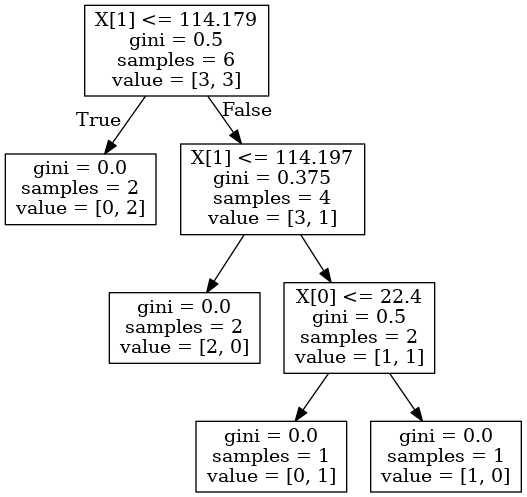 X[1] <= 114.179
gini = 0.5
samples = 6
value = [3, 3]
True
False
gini = 0.0
samples = 2
value = [0, 2]
X[1] <= 114.197
gini = 0.375
samples = 4
value = [3, 1]
gini = 0.0
samples = 2
value = [2, 0]
X[0] <= 22.4
gini = 0.5
samples = 2
value = [1, 1]
gini = 0.0
samples = 1
value = [0, 1]
gini = 0.0
samples = 1
value = [1, 0]